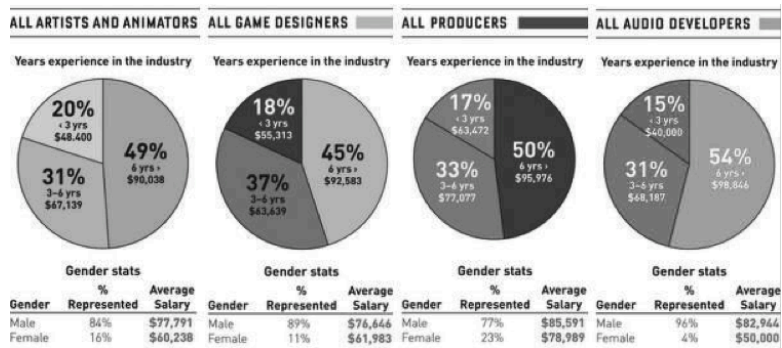 ALL ARTISTS AND ANIMATORS
Years experience in the industry
20%
‹ 3 yrs
$48.400
49%
6 yrs ›
$90,038
31%
3–6 yrs
$67,139
Gender stats
Gender % Represented Average Salary
Male 84% $77,791
Female 16% $60,238
ALL GAME DESIGNERS
Years experience in the industry
18%
‹ 3 yrs
$55,313
45%
6 yrs ›
$92,583
37%
3–6 yrs
$63,639
Gender stats
Gender % Represented Average Salary
Male 89% $76,646
Female 11% $61,983
ALL PRODUCERS
Years experience in the industry
17%
‹ 3 yrs
$63,472
50%
6 yrs ›
$95,976
33%
3–6 yrs
$77,077
Gender stats
Gender % Represented Average Salary
Male 77% $85,591
Female 23% $78,989
ALL AUDIO DEVELOPERS
Years experience in the industry
15%
‹ 3 yrs
$40,000
54%
6 yrs ›
$98,846
31%
3–6 yrs
$68,187
Gender stats
Gender % Represented Average Salary
Male 96% $82,944
Female 4% $50,000